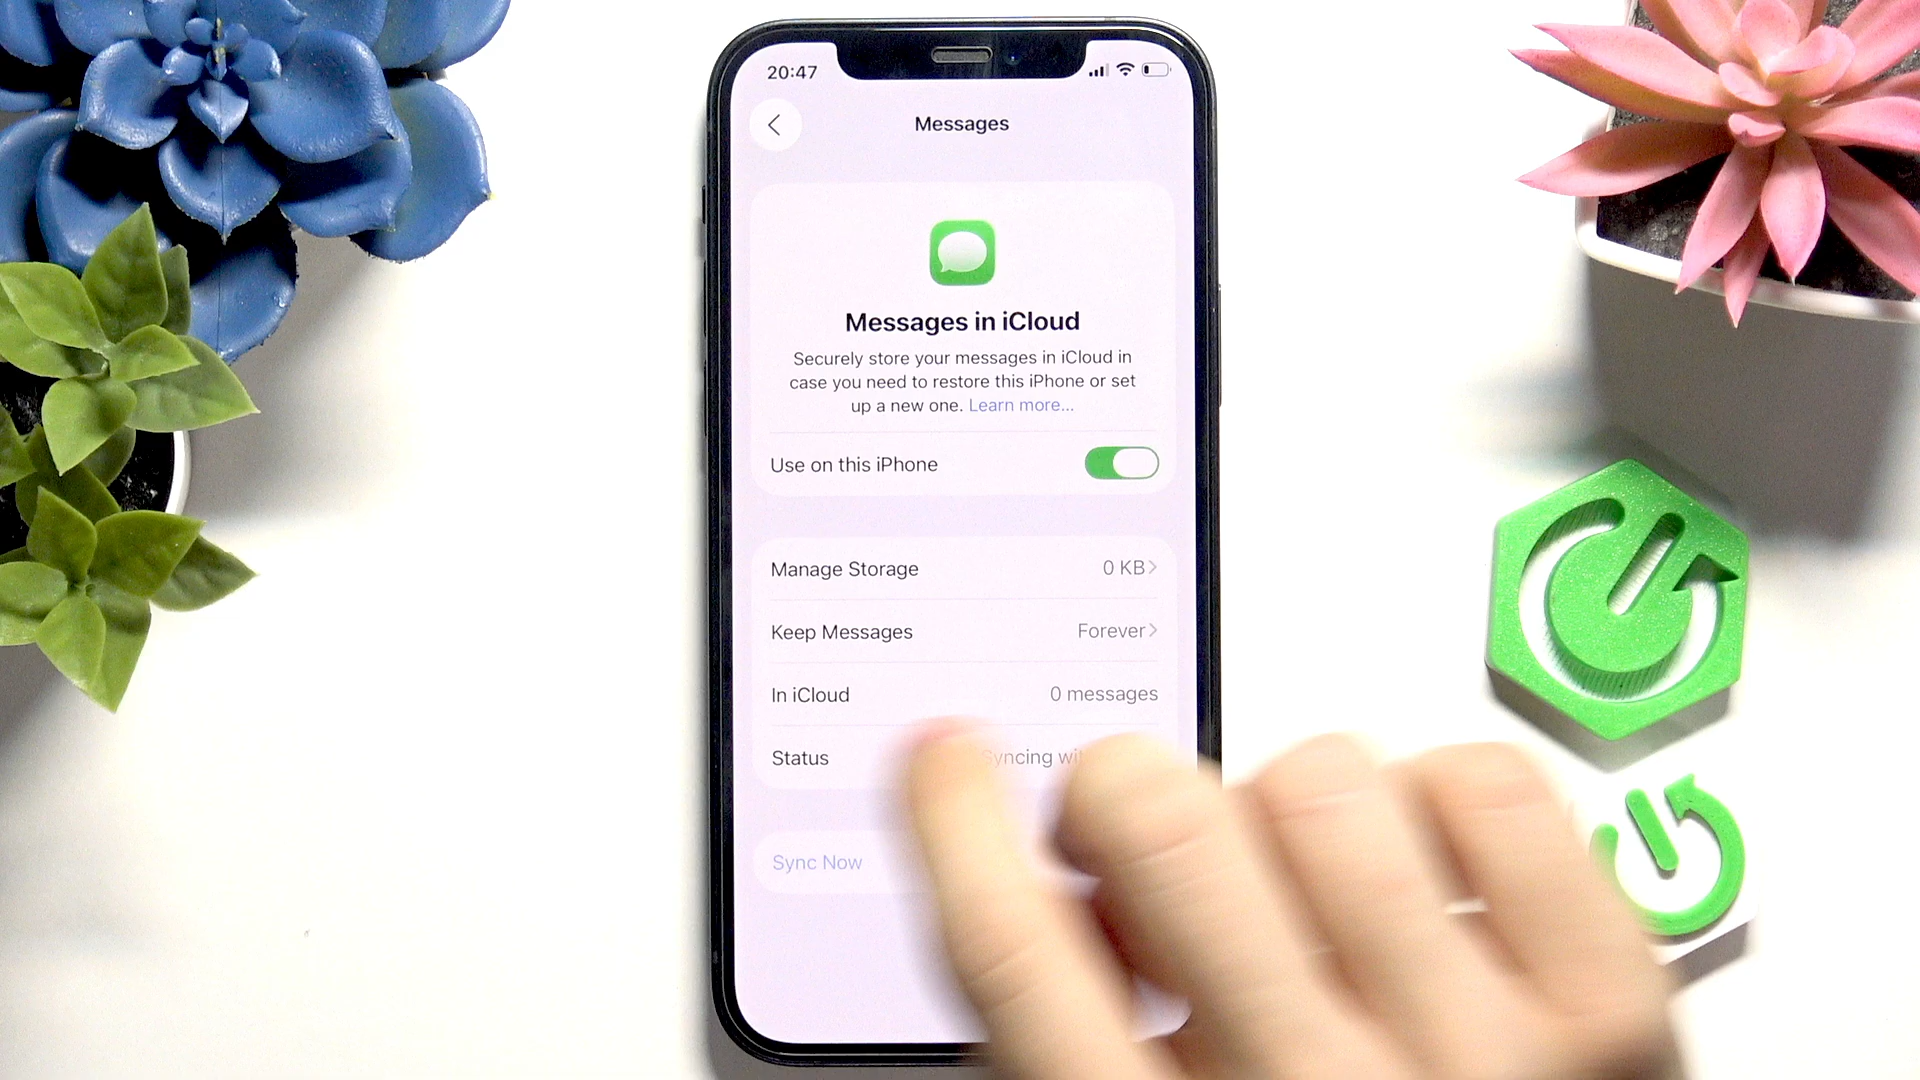 20:47
Messages
Messages in iCloud
Securely store your messages in iCloud in
case you need to restore this iPhone or set
up a new one. Learn more...
Use on this iPhone
Manage Storage 0 KB
Keep Messages Forever
In iCloud 0 messages
Status Syncing
Sync Now